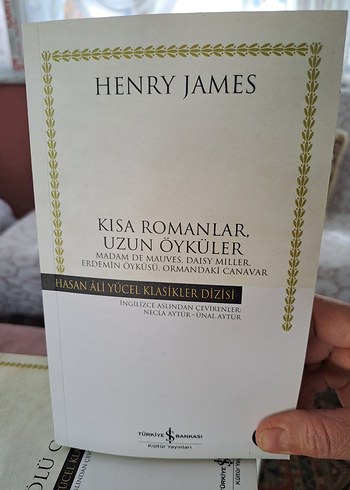 HENRY JAMES
KISA ROMANLAR,
UZUN ÖYKÜLER
MADAM DE MAUVES, DAISY MILLER,
ERDEMİN ÖYKÜSÜ, ORMANDAKİ CANAVAR
HASAN ÂLİ YÜCEL KLASİKLER DİZİSİ
İNGİLİZCE ASLINDAN ÇEVİRENLER:
NECLA AYTÜR - ÜNAL AYTÜR
TÜRKİYE İŞ BANKASI
Kültür Yayınları
ÖLÜ
YÜCEL